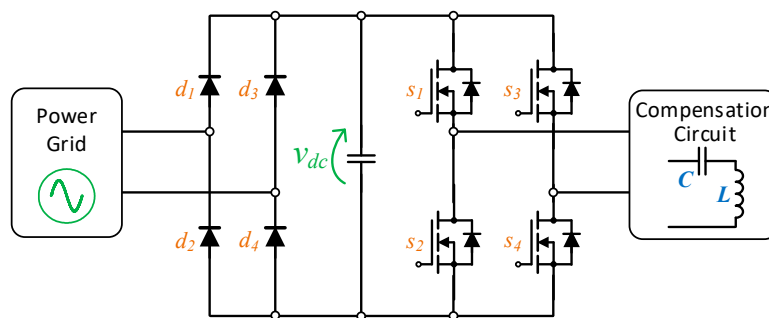 d1
d3
s1
s3
Power
Grid
Compensation
Circuit
vdc
C
L
d2
d4
s2
s4